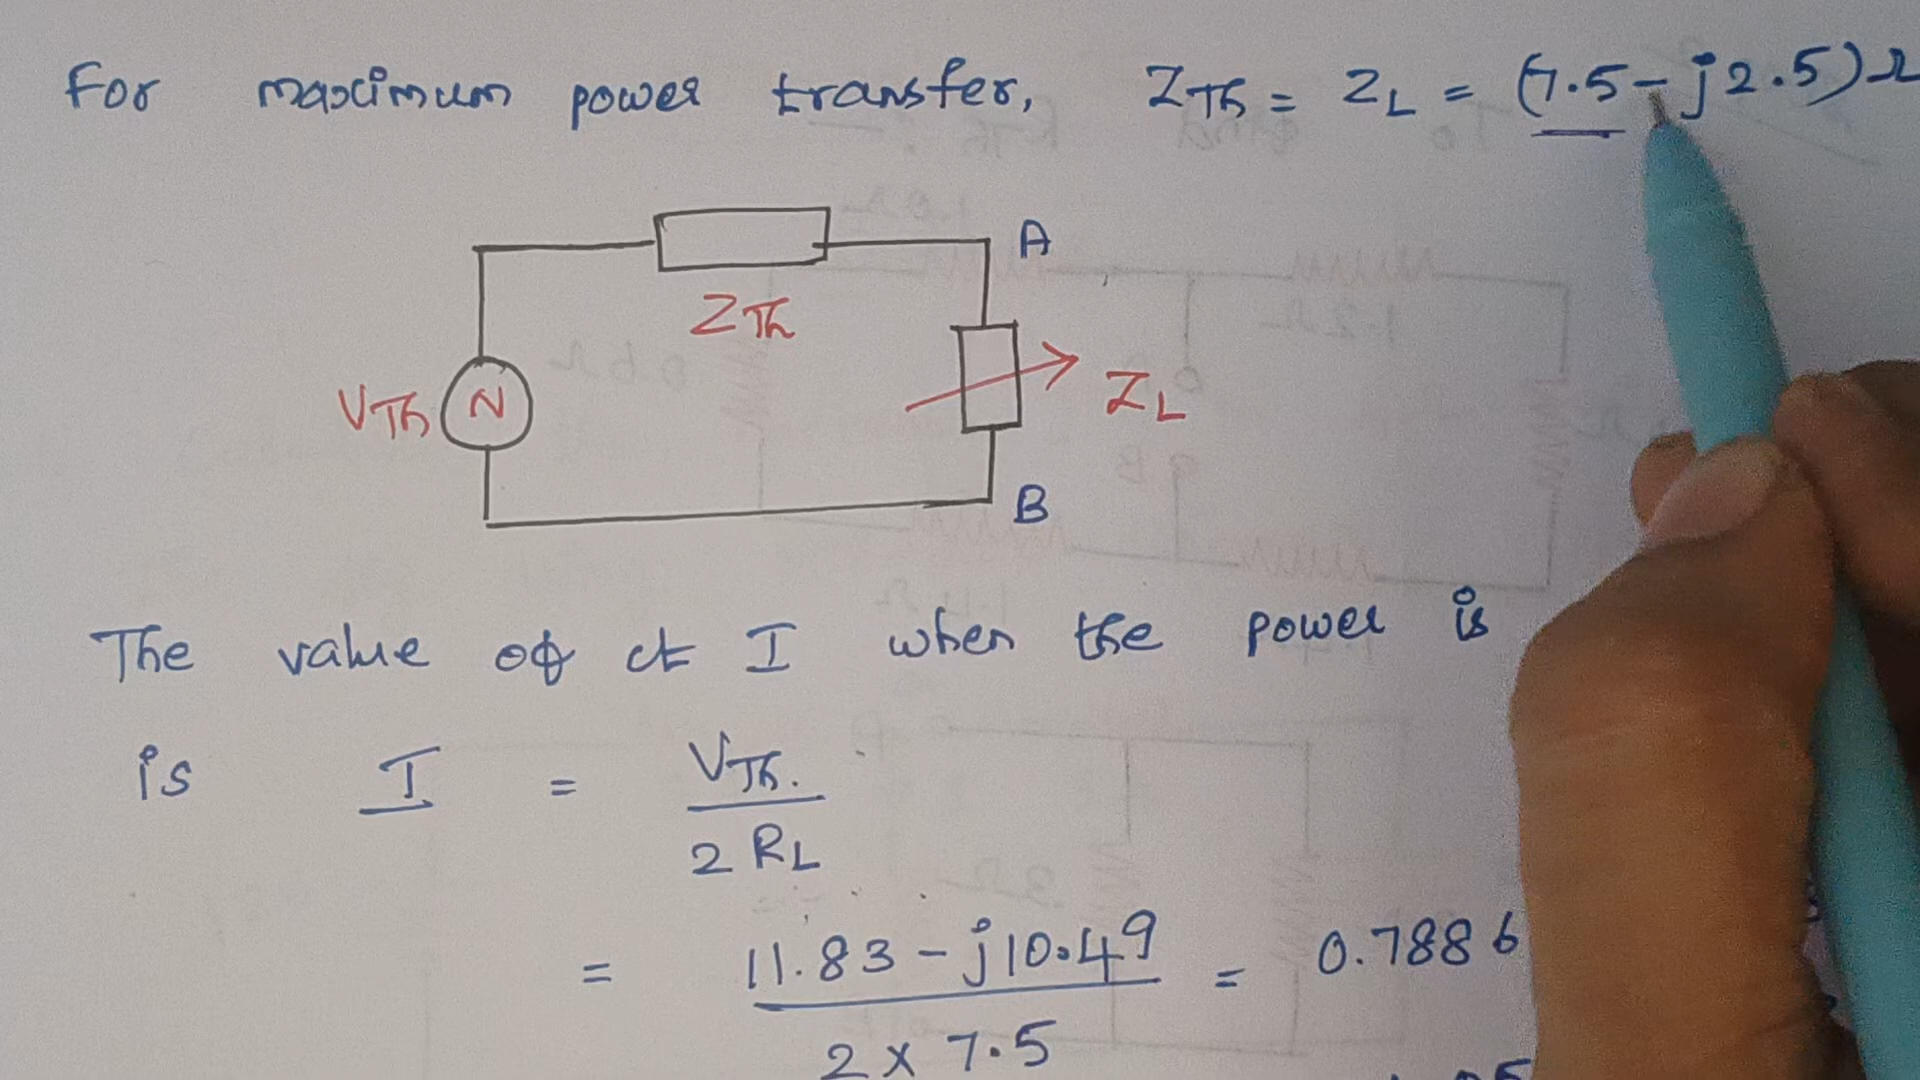 For maximum power transfer, ZTh = ZL = (7.5 - j2.5)Ω
A
ZTh
VTh N
ZL
B
The value of ct I when the power is
is I = VTh.
2 RL
= 11.83 - j10.49 = 0.7886
2 x 7.5